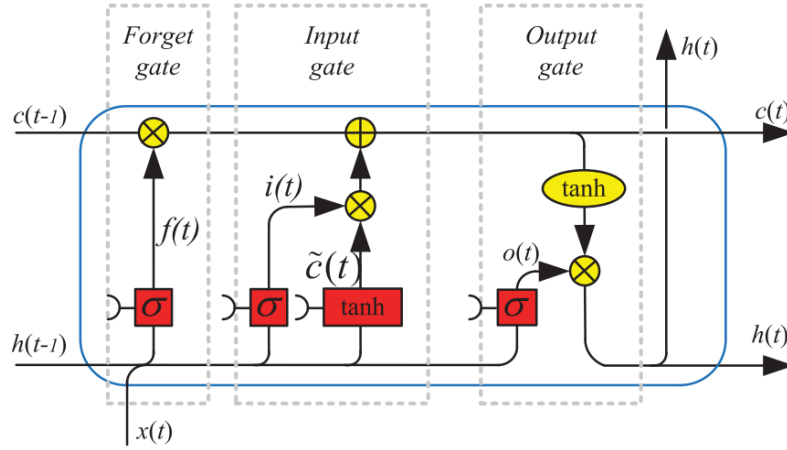 Forget
gate
Input
gate
Output
gate
h(t)
c(t-1)
c(t)
i(t)
tanh
f(t)
c̃(t)
o(t)
σ
σ
tanh
σ
h(t-1)
h(t)
x(t)